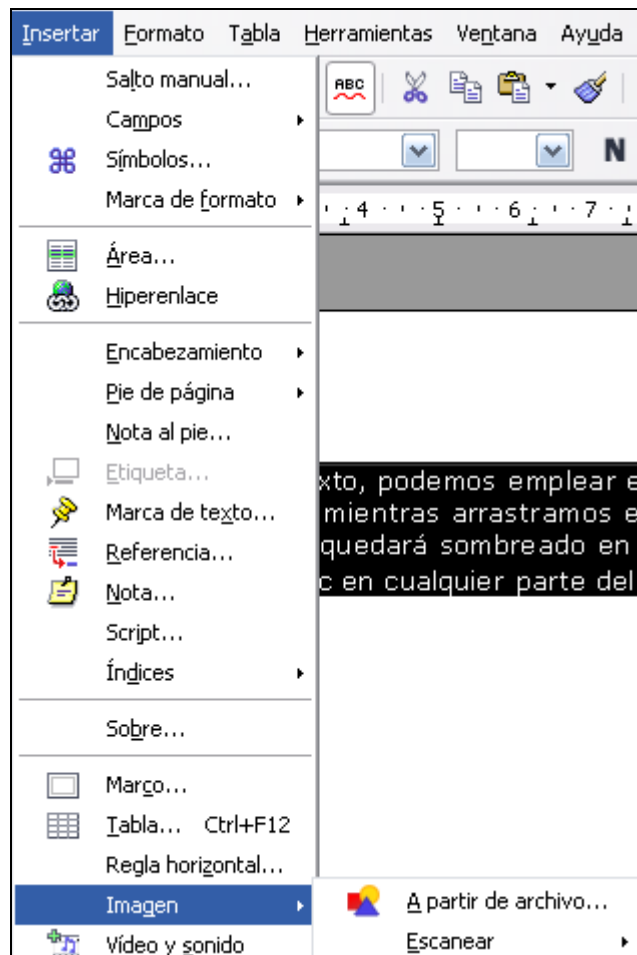 Insertar Formato Tabla Herramientas Ventana Ayuda
Salto manual...
ABC
Campos
Símbolos...
N
Marca de formato
4 5 6 7
Área...
Hiperenlace
Encabezamiento
Pie de página
Nota al pie...
Etiqueta...
xto, podemos emplear e
Marca de texto...
mientras arrastramos e
Referencia...
quedará sombreado en
Nota...
c en cualquier parte del
Script...
Índices
Sobre...
Marco...
Tabla... Ctrl+F12
Regla horizontal...
Imagen
A partir de archivo...
Vídeo y sonido
Escanear